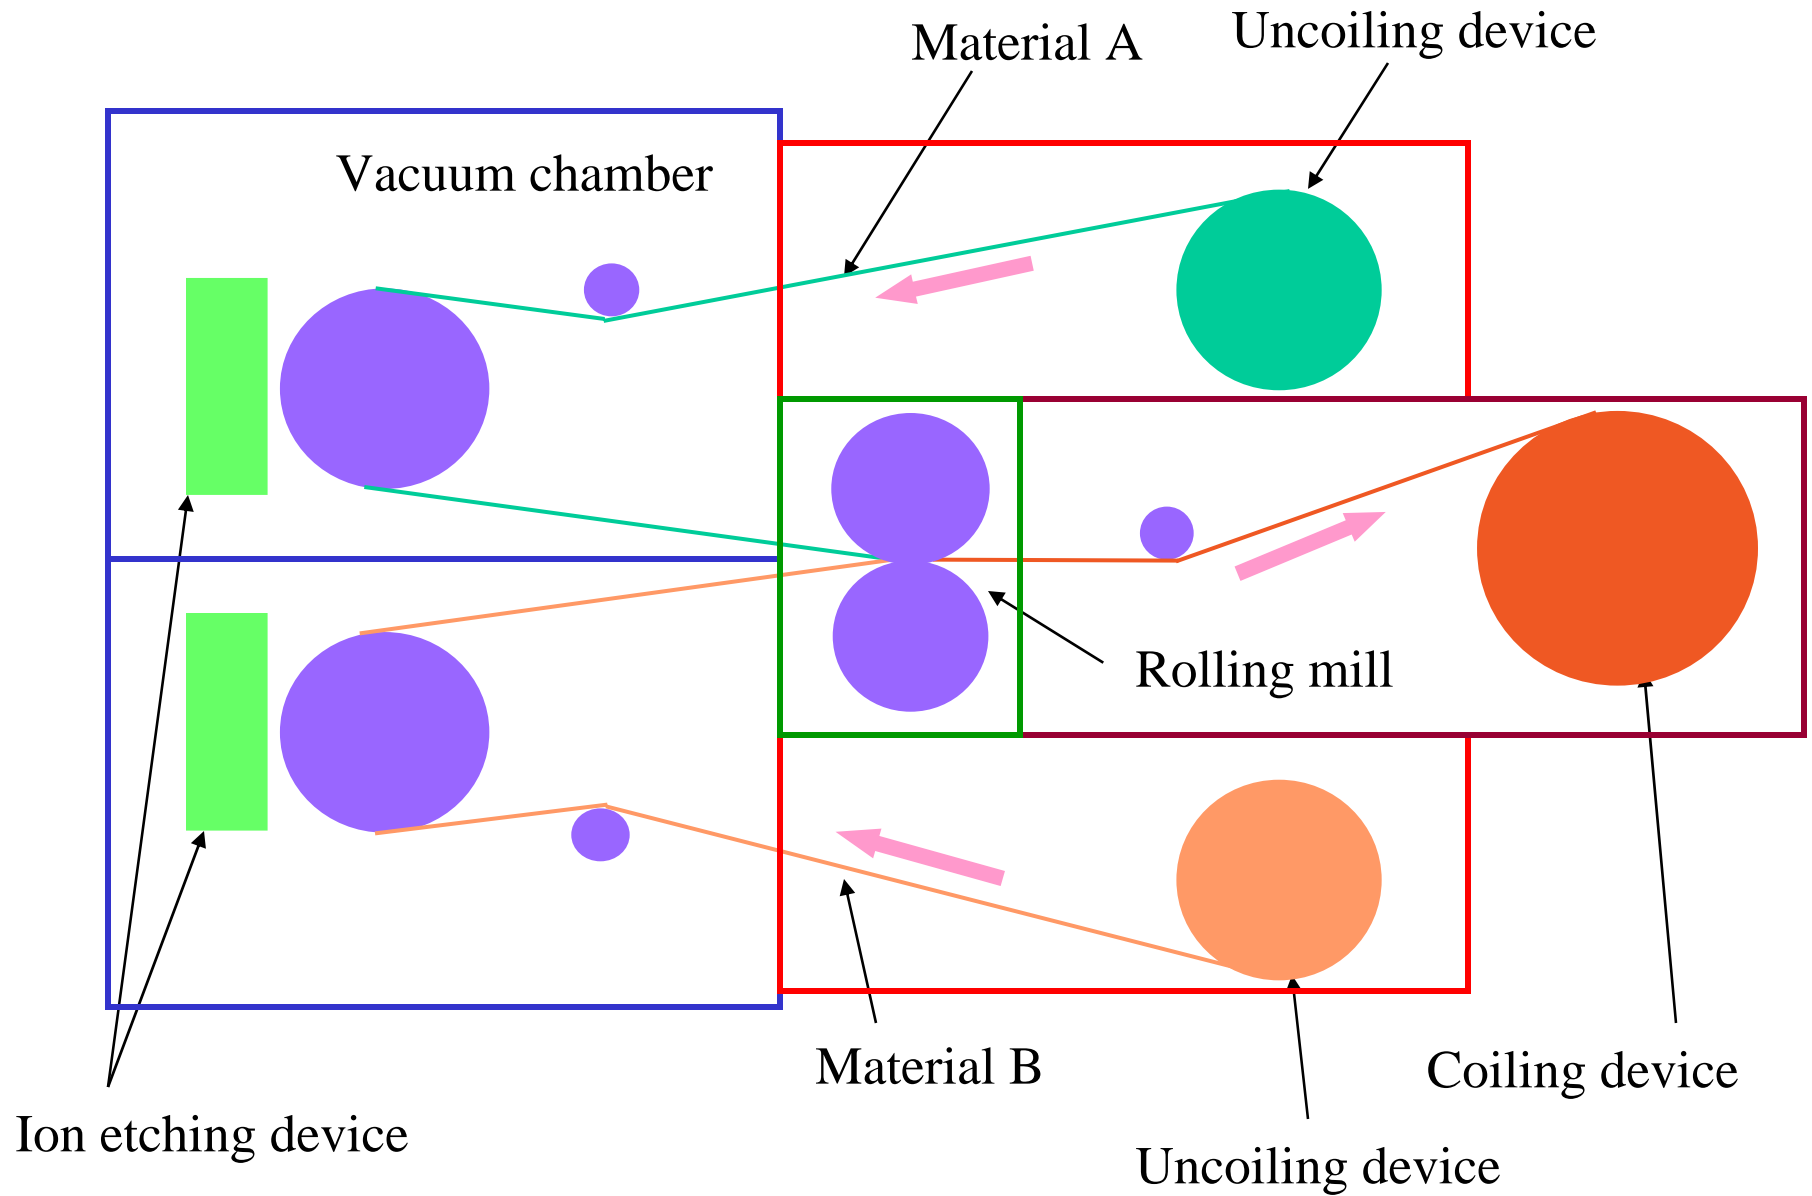 Uncoiling device
Material A
Vacuum chamber
Rolling mill
Material B
Coiling device
Ion etching device
Uncoiling device